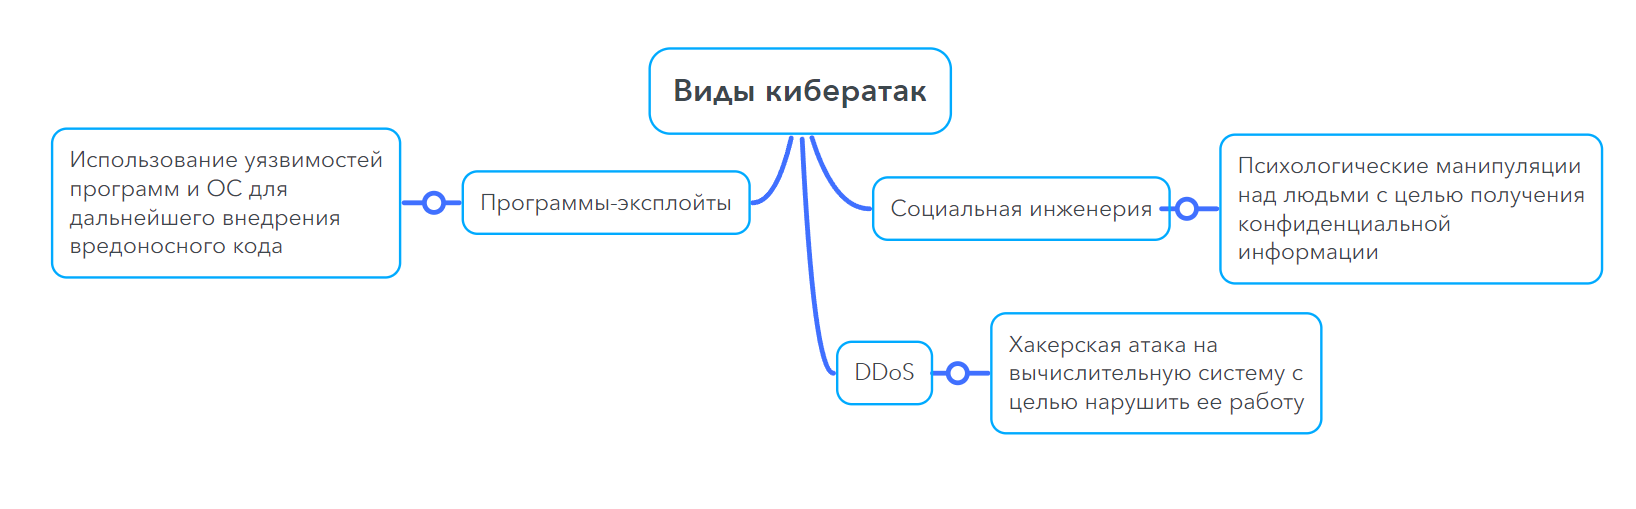 Виды кибератак
Использование уязвимостей
программ и ОС для
дальнейшего внедрения
вредоносного кода
Программы-эксплойты
Социальная инженерия
Психологические манипуляции
над людьми с целью получения
конфиденциальной
информации
DDoS
Хакерская атака на
вычислительную систему с
целью нарушить ее работу